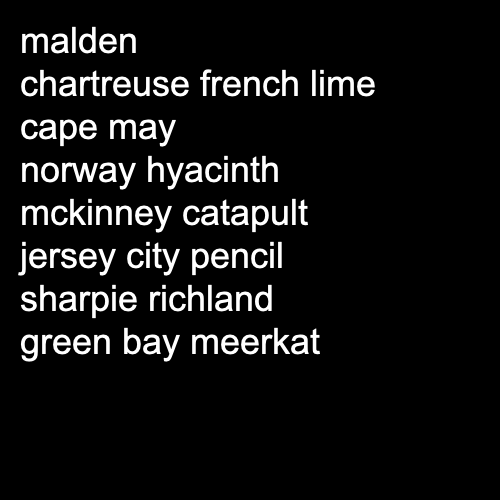 malden
chartreuse french lime
cape may
norway hyacinth
mckinney catapult
jersey city pencil
sharpie richland
green bay meerkat